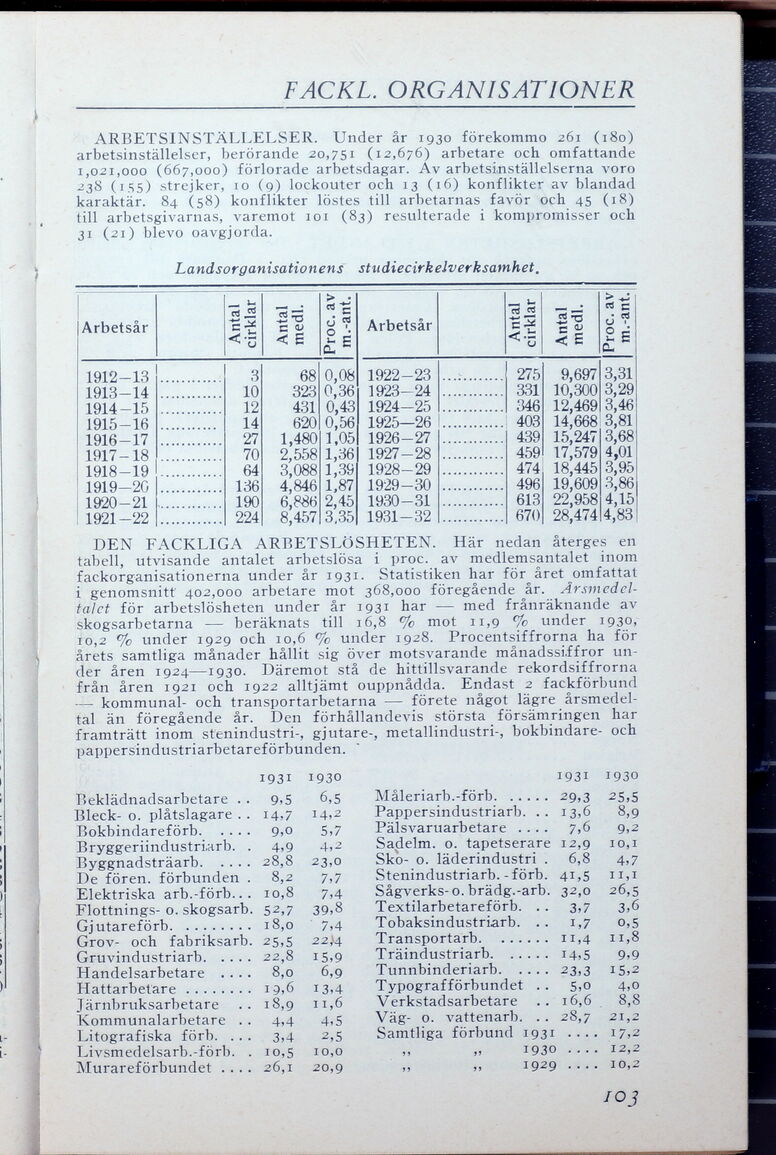 FACKL. ORGANISATIONER
ARBETSINSTÄLLELSER. Under år 1930 förekommo 261 (180)
arbetsinställelser, berörande 20,751 (12,676) arbetare och omfattande
1,021,000 (667,000) förlorade arbetsdagar. Av arbetsinställelserna voro
238 (155) strejker, 10 (9) lockouter och 13 (16) konflikter av blandad
karaktär. 84 (58) konflikter löstes till arbetarnas favör och 45 (18)
till arbetsgivarnas, varemot 101 (83) resulterade i kompromisser och
31 (21) blevo oavgjorda.
Landsorganisationens studiecirkelverksamhet.
Arbetsår Antal cirklar Antal medl. Proc. av m.-ant. Arbetsår Antal cirklar Antal medl. Proc. av m.-ant.
1912-13 ............ 3 68 0,08 1922-23 ............ 275 9,697 3,31
1913-14 ............ 10 323 0,36 1923-24 ............ 331 10,300 3,29
1914-15 ............ 12 431 0,43 1924-25 ............ 346 12,469 3,46
1915-16 ............ 14 620 0,56 1925-26 ............ 403 14,668 3,81
1916-17 ............ 27 1,480 1,05 1926-27 ............ 439 15,247 3,68
1917-18 ............ 70 2,558 1,36 1927-28 ............ 459 17,579 4,01
1918-19 ............ 64 3,088 1,39 1928-29 ............ 474 18,445 3,95
1919-20 ............ 136 4,846 1,87 1929-30 ............ 496 19,609 3,86
1920-21 ............ 190 6,886 2,45 1930-31 ............ 613 22,958 4,15
1921-22 ............ 224 8,457 3,35 1931-32 ............ 670 28,474 4,83
DEN FACKLIGA ARBETSLÖSHETEN. Här nedan återges en
tabell, utvisande antalet arbetslösa i proc. av medlemsantalet inom
fackorganisationerna under år 1931. Statistiken har för året omfattat
i genomsnitt 402,000 arbetare mot 368,000 föregående år. Årsmedel-
talet för arbetslösheten under år 1931 har — med frånräknande av
skogsarbetarna — beräknats till 16,8 % mot 11,9 % under 1930,
10,2 % under 1929 och 10,6 % under 1928. Procentsiffrorna ha för
årets samtliga månader hållit sig över motsvarande månadssiffror un-
der åren 1924—1930. Däremot stå de hittillsvarande rekordsiffrorna
från åren 1921 och 1922 alltjämt ouppnådda. Endast 2 fackförbund
— kommunal- och transportarbetarna — förete något lägre årsmedel-
tal än föregående år. Den förhållandevis största försämringen har
framträtt inom stenindustri-, gjutare-, metallindustri-, bokbindare- och
pappersindustriarbetareförbunden.
1931 1930
Beklädnadsarbetare .. 9,5 6,5
Bleck- o. plåtslagare .. 14,7 14,2
Bokbindareförb. ..... 9,0 5,7
Bryggeriindustriarb. . 4,9 4,2
Byggnadsträarb. ..... 28,8 23,0
De fören. förbunden . 8,2 7,7
Elektriska arb.-förb... 10,8 7,4
Flottnings- o. skogsarb. 52,7 39,8
Gjutareförb. ........ 18,0 7,4
Grov- och fabriksarb. 25,5 22,4
Gruvindustriarb. ..... 22,8 15,9
Handelsarbetare .... 8,0 6,9
Hattarbetare ........ 19,6 13,4
Järnbruksarbetare .. 18,9 11,6
Kommunalarbetare .. 4,4 4,5
Litografiska förb. .... 3,4 2,5
Livsmedelsarb.-förb. . 10,5 10,0
Murareförbundet .... 26,1 20,9
1931 1930
Måleriarb.-förb. ...... 29,3 25,5
Pappersindustriarb. .. 13,6 8,9
Pälsvaruarbetare .... 7,6 9,2
Sadelm. o. tapetserare 12,9 10,1
Sko- o. läderindustri . 6,8 4,7
Stenindustriarb.-förb. 41,5 11,1
Sågverks- o. brädg.-arb. 32,0 26,5
Textilarbetareförb. .. 3,7 3,6
Tobaksindustriarb. .. 1,7 0,5
Transportarb. ...... 11,4 11,8
Träindustriarb. ..... 14,5 9,9
Tunnbinderiarb. .... 23,3 15,2
Typografförbundet .. 5,0 4,0
Verkstadsarbetare .. 16,6 8,8
Väg- o. vattenarb. .. 28,7 21,2
Samtliga förbund 1931 .... 17,2
„ „ 1930 .... 12,2
„ „ 1929 .... 10,2
103